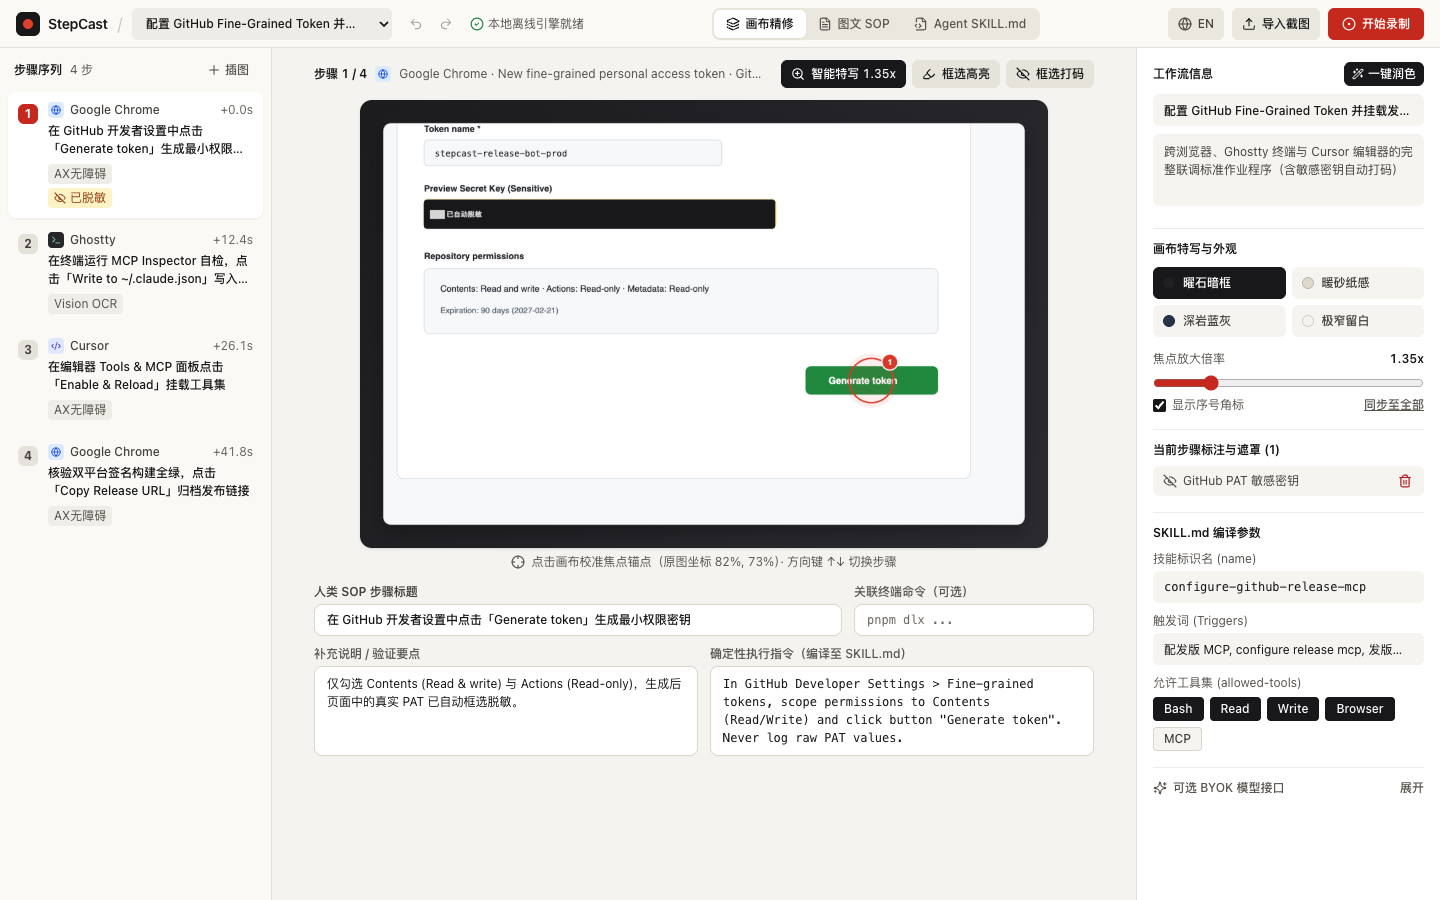 StepCast / 配置 GitHub Fine-Grained Token 并... 本地离线引擎就绪 画布精修 图文 SOP Agent SKILL.md EN 导入截图 开始录制
步骤序列 4 步 插图
1 Google Chrome +0.0s
在 GitHub 开发者设置中点击
「Generate token」生成最小权限...
AX无障碍
已脱敏
2 Ghostty +12.4s
在终端运行 MCP Inspector 自检，点
击「Write to ~/.claude.json」写入...
Vision OCR
3 Cursor +26.1s
在编辑器 Tools & MCP 面板点击
「Enable & Reload」挂载工具集
AX无障碍
4 Google Chrome +41.8s
核验双平台签名构建全绿，点击
「Copy Release URL」归档发布链接
AX无障碍
步骤 1 / 4 Google Chrome · New fine-grained personal access token · Git... 智能特写 1.35x 框选高亮 框选打码
Token name *
stepcast-release-bot-prod
Preview Secret Key (Sensitive)
已自动脱敏
Repository permissions
Contents: Read and write · Actions: Read-only · Metadata: Read-only
Expiration: 90 days (2027-02-21)
1
Generate token
点击画布校准焦点锚点（原图坐标 82%, 73%）· 方向键 ↑↓ 切换步骤
人类 SOP 步骤标题
在 GitHub 开发者设置中点击「Generate token」生成最小权限密钥
关联终端命令（可选）
pnpm dlx ...
补充说明 / 验证要点
仅勾选 Contents (Read & write) 与 Actions (Read-only)，生成后
页面中的真实 PAT 已自动框选脱敏。
确定性执行指令（编译至 SKILL.md）
In GitHub Developer Settings > Fine-grained
tokens, scope permissions to Contents
(Read/Write) and click button "Generate token".
Never log raw PAT values.
工作流信息 一键润色
配置 GitHub Fine-Grained Token 并挂载发...
跨浏览器、Ghostty 终端与 Cursor 编辑器的完
整联调标准作业程序（含敏感密钥自动打码）
画布特写与外观
曜石暗框 暖砂纸感
深岩蓝灰 极窄留白
焦点放大倍率 1.35x
显示序号角标 同步至全部
当前步骤标注与遮罩 (1)
GitHub PAT 敏感密钥
SKILL.md 编译参数
技能标识名 (name)
configure-github-release-mcp
触发词 (Triggers)
配发版 MCP, configure release mcp, 发版...
允许工具集 (allowed-tools)
Bash Read Write Browser
MCP
可选 BYOK 模型接口 展开